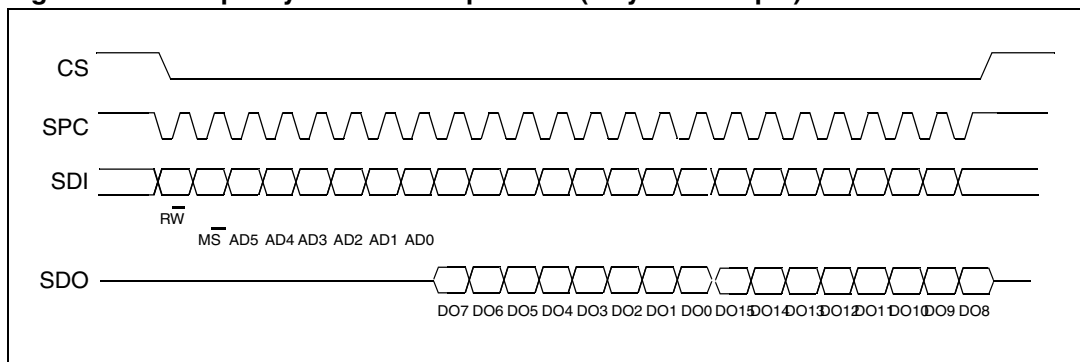 CS
SPC
SDI
RW
MS AD5 AD4 AD3 AD2 AD1 AD0
SDO
DO7 DO6 DO5 DO4 DO3 DO2 DO1 DO0 DO15 DO14 DO13 DO12 DO11 DO10 DO9 DO8